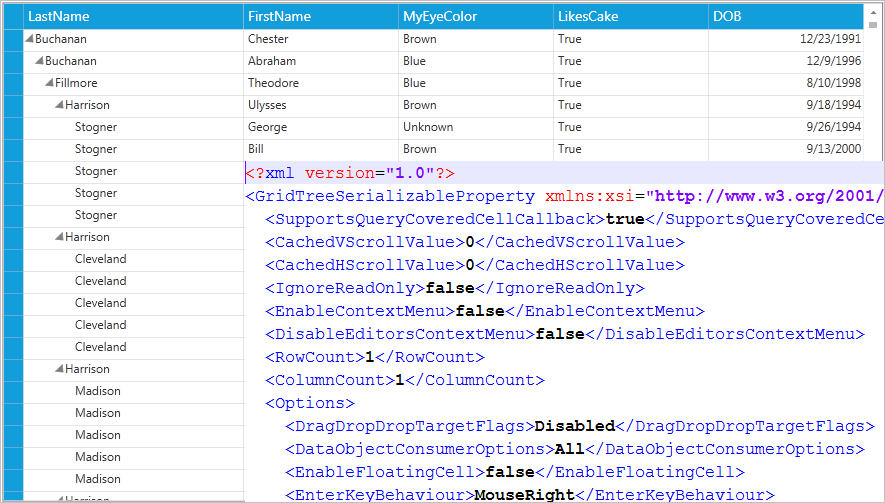 LastName FirstName MyEyeColor LikesCake DOB
Buchanan Chester Brown True 12/23/1991
Buchanan Abraham Blue True 12/9/1996
Fillmore Theodore Blue True 8/10/1998
Harrison Ulysses Brown True 9/18/1994
Stogner George Unknown True 9/26/1994
Stogner Bill Brown True 9/13/2000
Stogner
Stogner
Stogner
Harrison
Cleveland
Cleveland
Cleveland
Cleveland
Cleveland
Harrison
Madison
Madison
Madison
Madison
Madison
Harrison
<?xml version="1.0"?>
<GridTreeSerializableProperty xmlns:xsi="http://www.w3.org/2001/
<SupportsQueryCoveredCellCallback>true</SupportsQueryCoveredCe
<CachedVScrollValue>0</CachedVScrollValue>
<CachedHScrollValue>0</CachedHScrollValue>
<IgnoreReadOnly>false</IgnoreReadOnly>
<EnableContextMenu>false</EnableContextMenu>
<DisableEditorsContextMenu>false</DisableEditorsContextMenu>
<RowCount>1</RowCount>
<ColumnCount>1</ColumnCount>
<Options>
<DragDropDropTargetFlags>Disabled</DragDropDropTargetFlags>
<DataObjectConsumerOptions>All</DataObjectConsumerOptions>
<EnableFloatingCell>false</EnableFloatingCell>
<EnterKeyBehaviour>MouseRight</EnterKeyBehaviour>